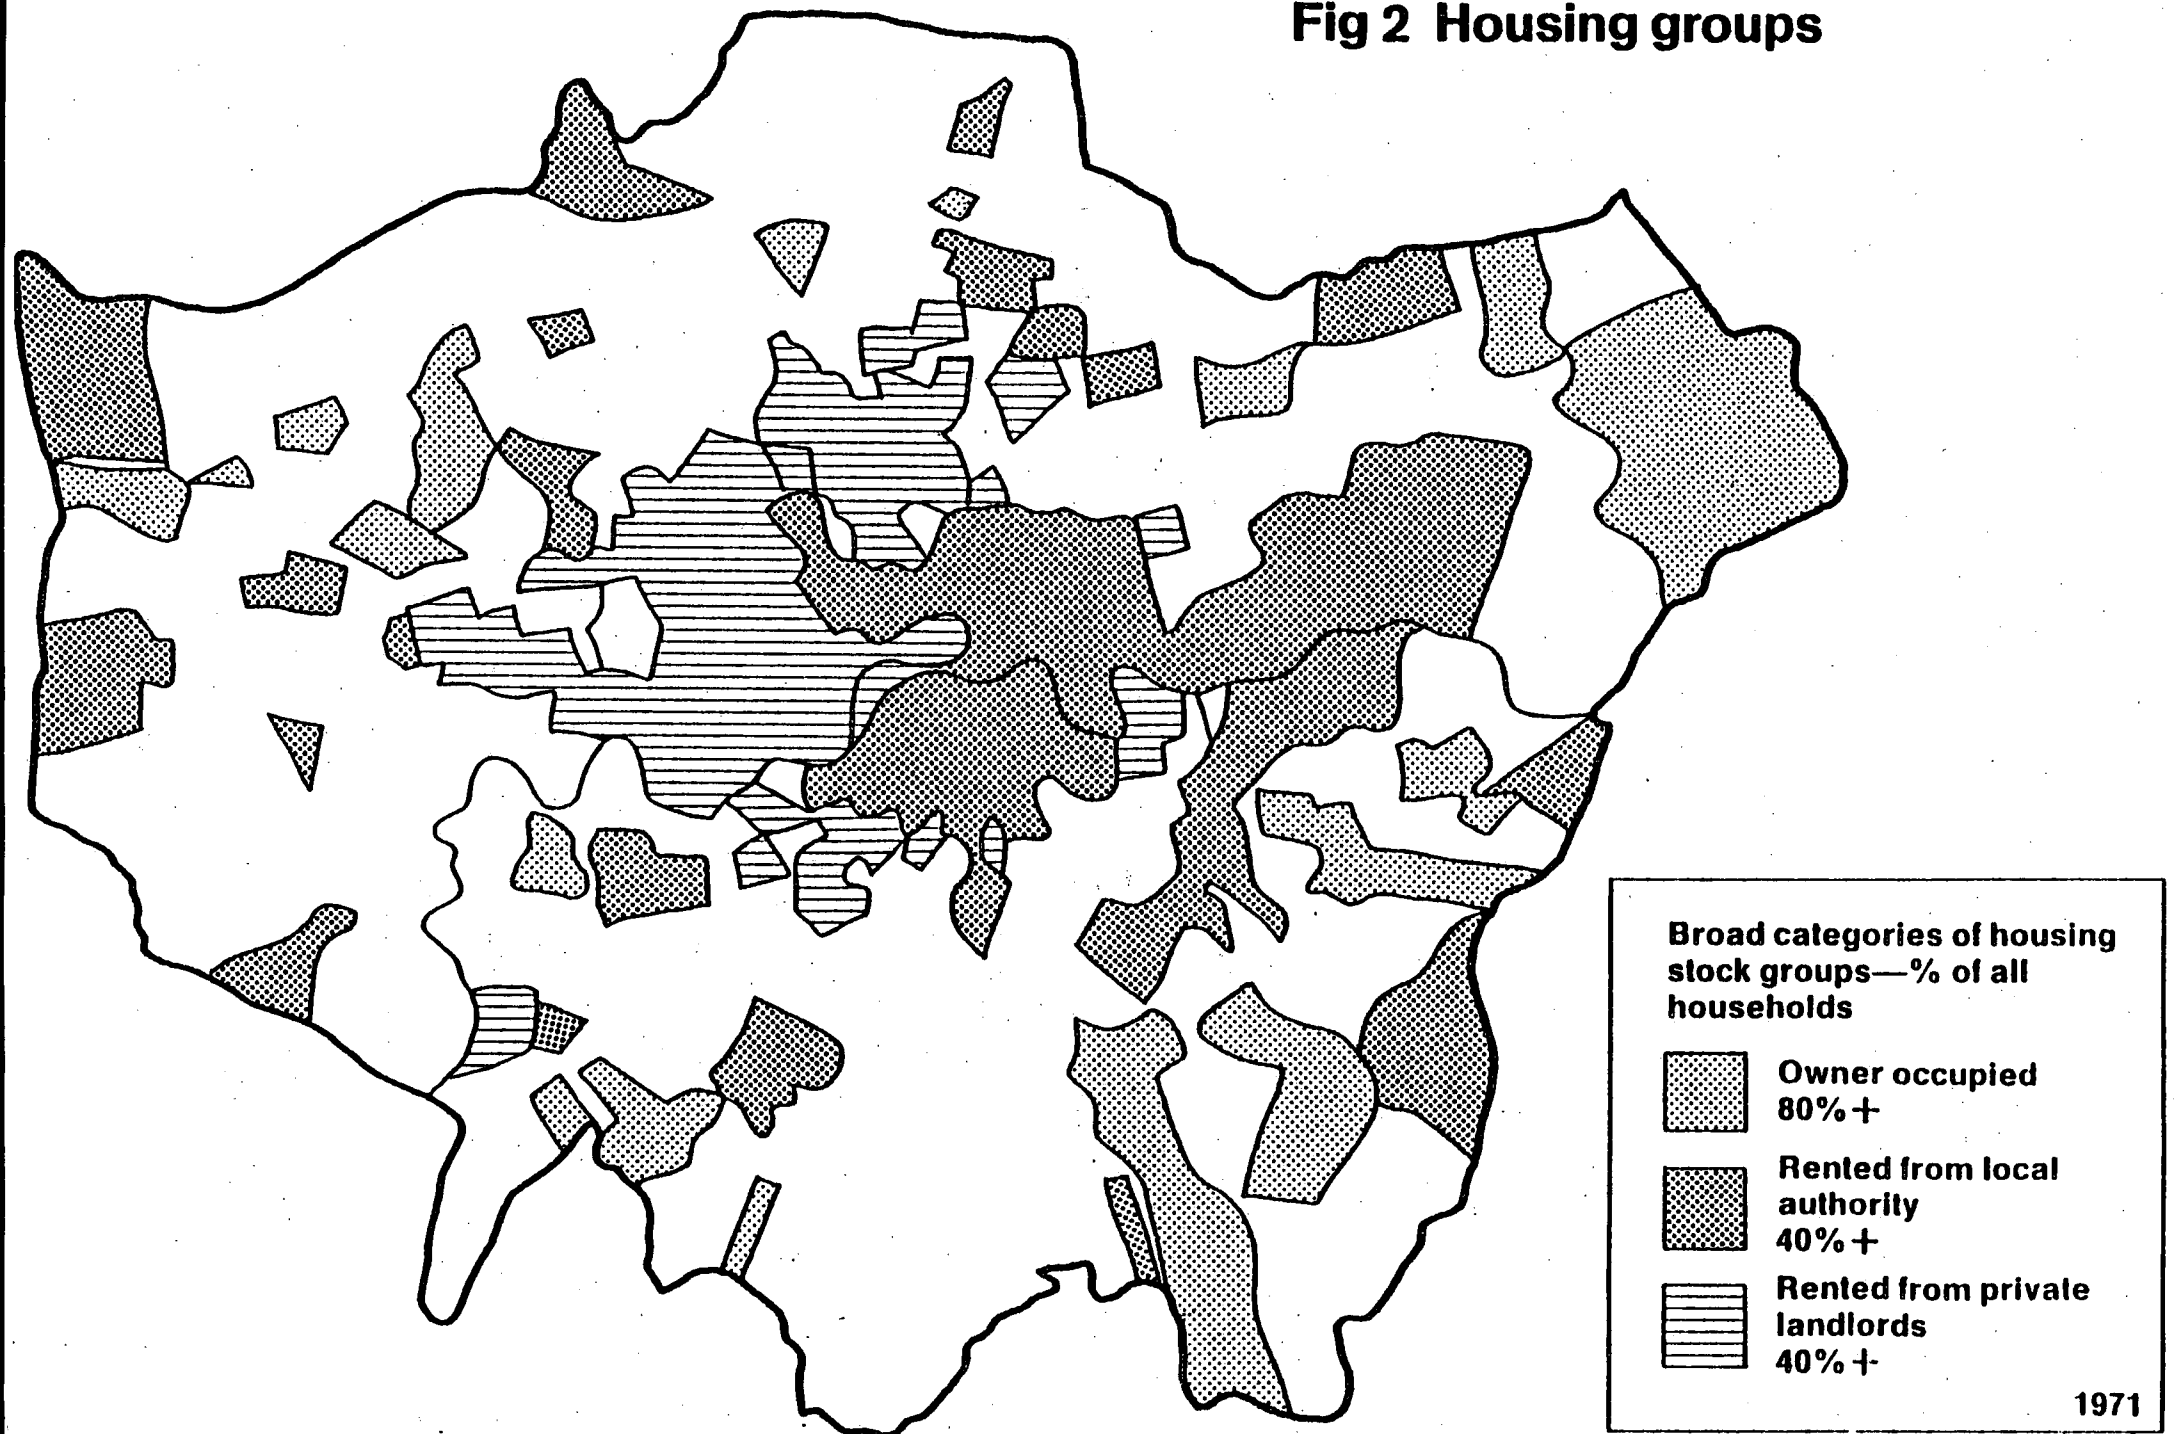 Fig 2 Housing groups
Broad categories of housing
stock groups—% of all
households
Owner occupied
80%+
Rented from local
authority
40%+
Rented from private
landlords
40%+
1971